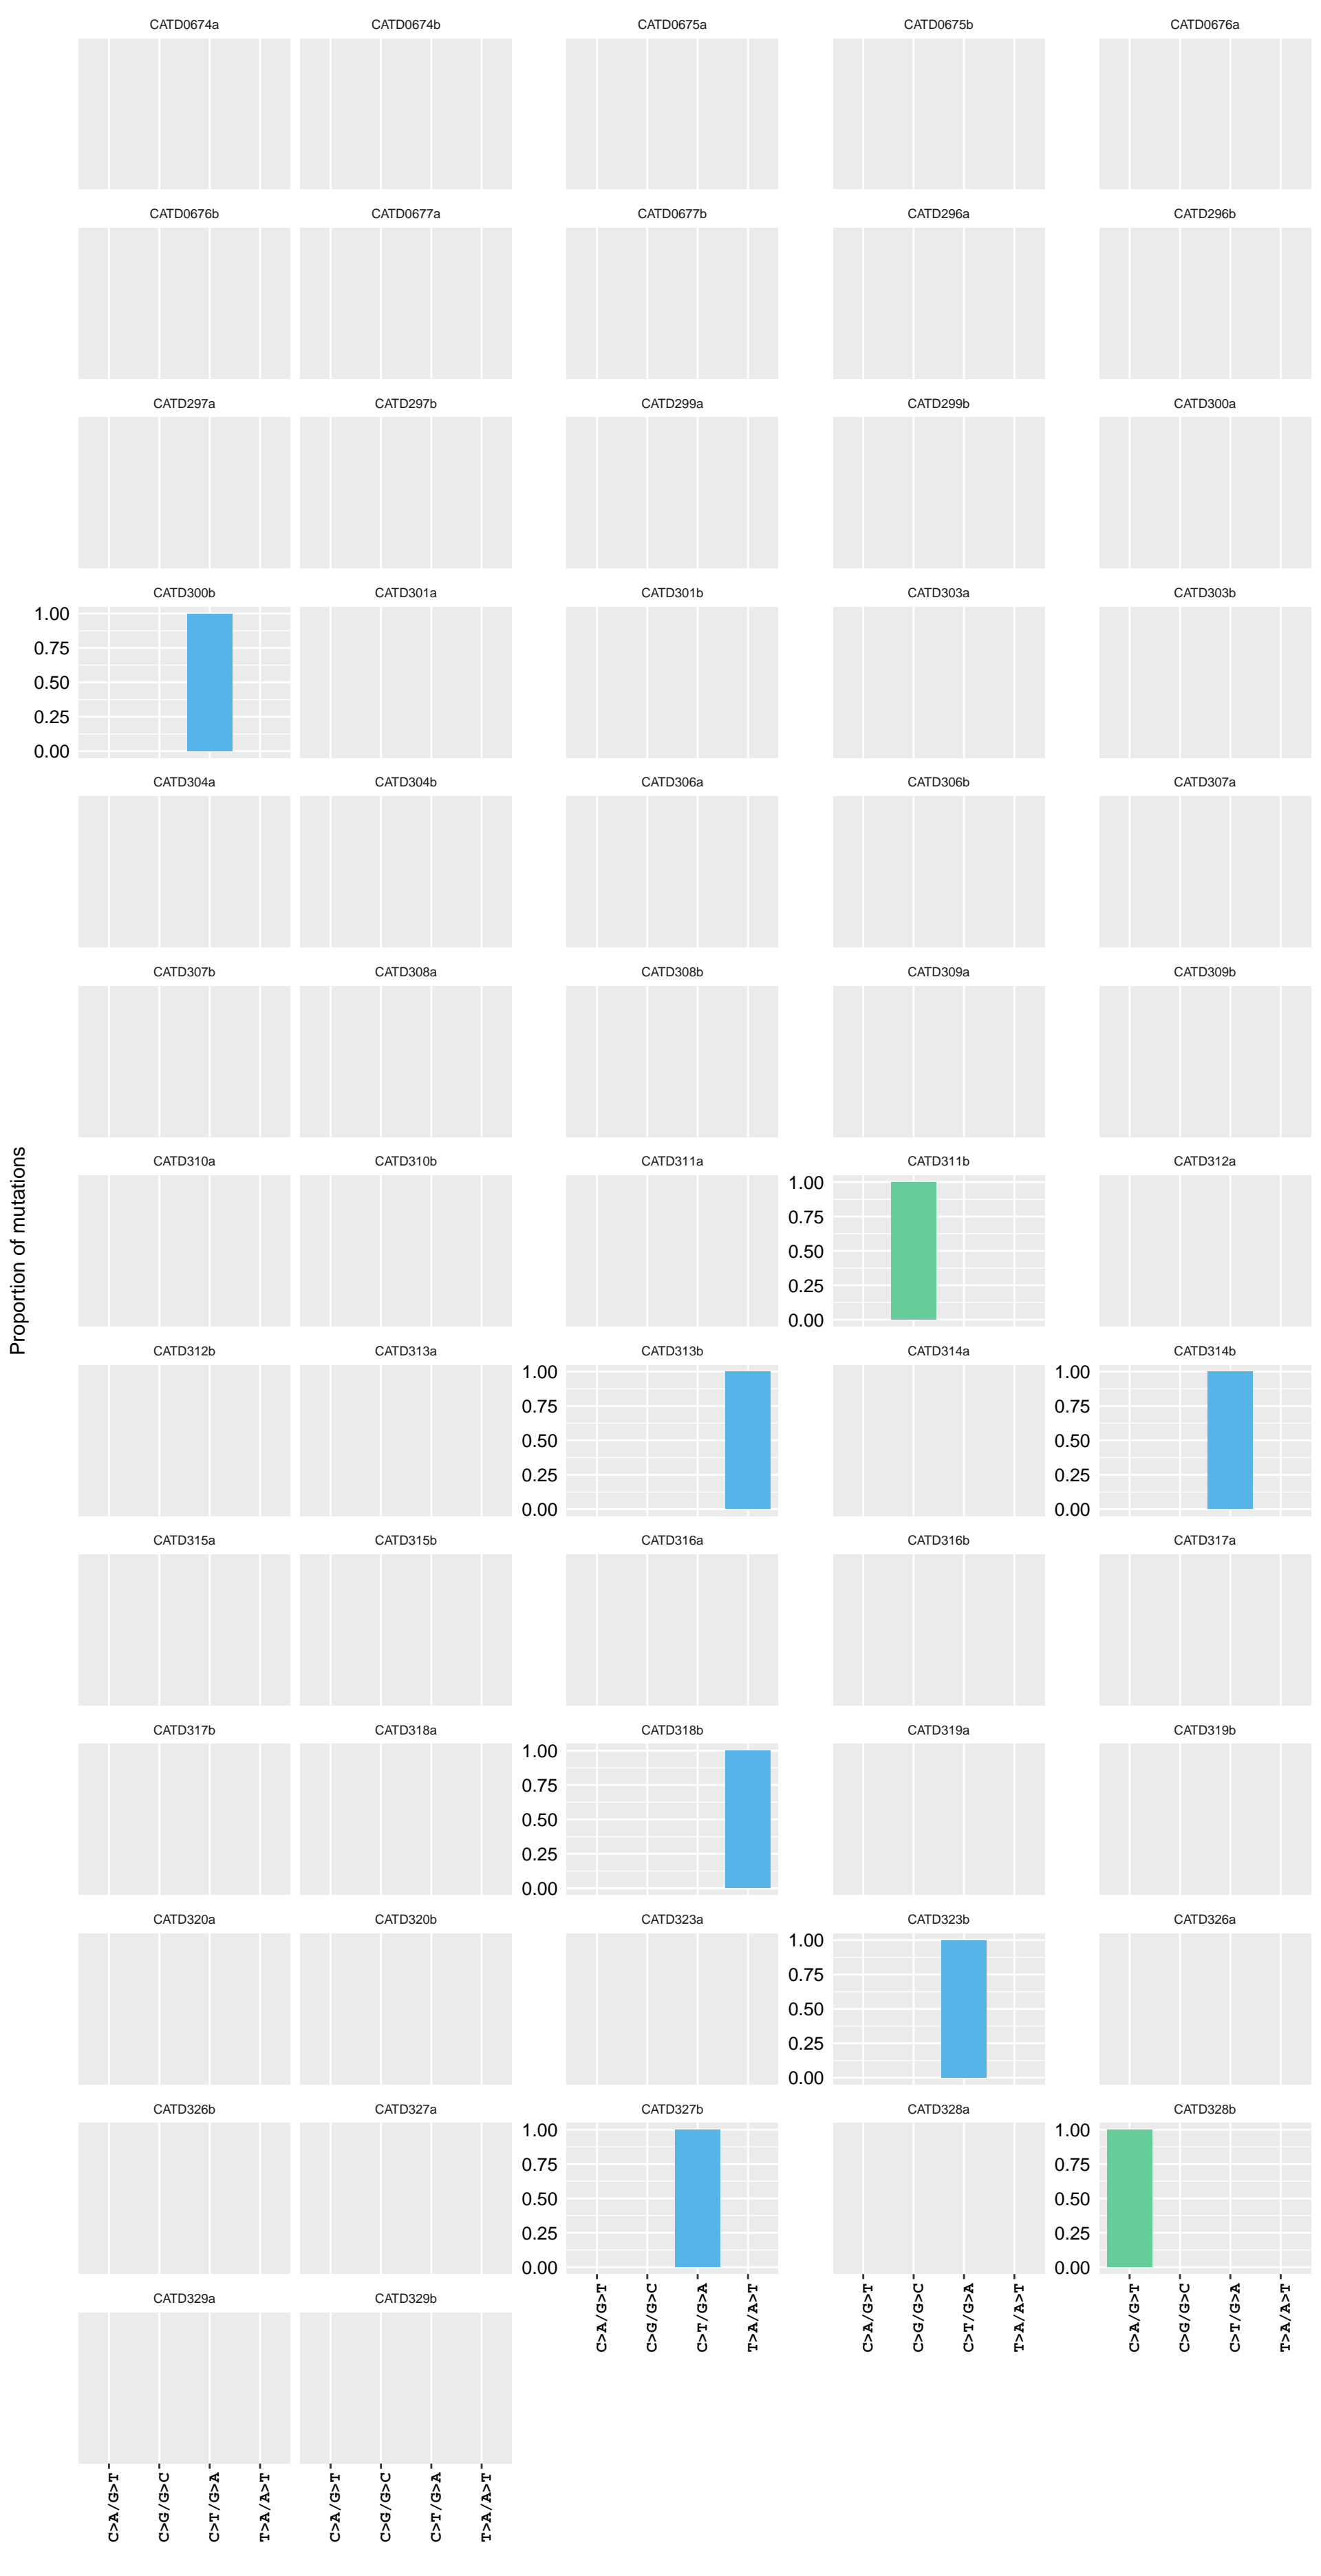 CATD0674a CATD0674b CATD0675a CATD0675b CATD0676a
CATD0676b CATD0677a CATD0677b CATD296a CATD296b
CATD297a CATD297b CATD299a CATD299b CATD300a
CATD300b CATD301a CATD301b CATD303a CATD303b
1.00
0.75
0.50
0.25
0.00
CATD304a CATD304b CATD306a CATD306b CATD307a
CATD307b CATD308a CATD308b CATD309a CATD309b
Proportion of mutations
CATD310a CATD310b CATD311a CATD311b CATD312a
1.00
0.75
0.50
0.25
0.00
CATD312b CATD313a CATD313b CATD314a CATD314b
1.00 1.00
0.75 0.75
0.50 0.50
0.25 0.25
0.00 0.00
CATD315a CATD315b CATD316a CATD316b CATD317a
CATD317b CATD318a CATD318b CATD319a CATD319b
1.00
0.75
0.50
0.25
0.00
CATD320a CATD320b CATD323a CATD323b CATD326a
1.00
0.75
0.50
0.25
0.00
CATD326b CATD327a CATD327b CATD328a CATD328b
1.00 1.00
0.75 0.75
0.50 0.50
0.25 0.25
0.00 0.00
C>A/G>T C>G/G>C C>T/G>A T>A/A>T C>A/G>T C>G/G>C C>T/G>A T>A/A>T C>A/G>T C>G/G>C C>T/G>A T>A/A>T
CATD329a CATD329b
C>A/G>T C>G/G>C C>T/G>A T>A/A>T C>A/G>T C>G/G>C C>T/G>A T>A/A>T